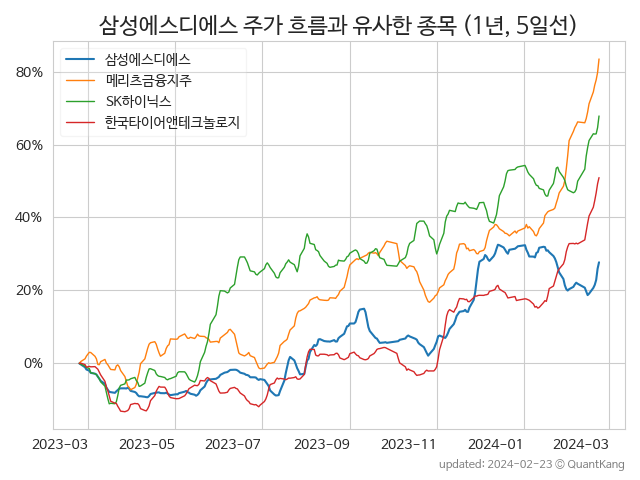 삼성에스디에스 주가 흐름과 유사한 종목 (1년, 5일선)
삼성에스디에스
메리츠금융지주
SK하이닉스
한국타이어앤테크놀로지
80%
60%
40%
20%
0%
2023-03 2023-05 2023-07 2023-09 2023-11 2024-01 2024-03
updated: 2024-02-23 © QuantKang